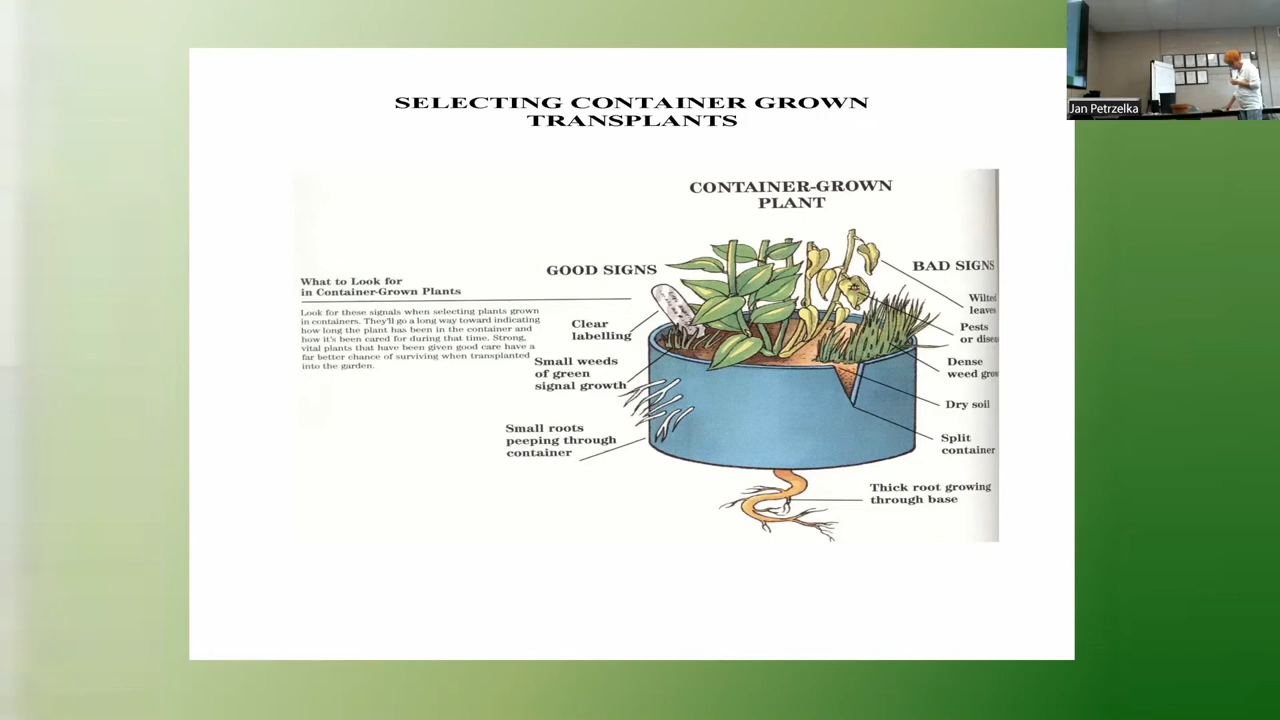 SELECTING CONTAINER GROWN
TRANSPLANTS
Jan Petrzelka
CONTAINER-GROWN
PLANT
GOOD SIGNS
BAD SIGNS
What to Look for
in Container-Grown Plants
Look for these signals when selecting plants grown
in containers. They'll go a long way toward indicating
how long the plant has been in the container and
how it's been cared for during that time. Strong,
vital plants that have been given good care have a
far better chance of surviving when transplanted
into the garden.
Clear
labelling
Small weeds
of green
signal growth
Small roots
peeping through
container
Wilted
leaves
Pests
or disea
Dense
weed grow
Dry soil
Split
container
Thick root growing
through base